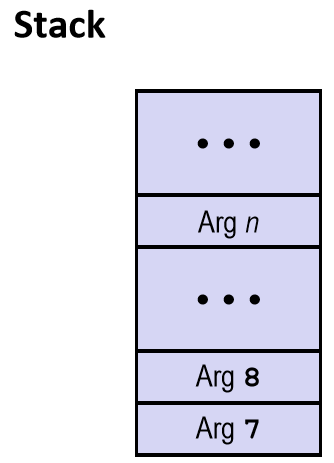 Stack
• • •
Arg n
• • •
Arg 8
Arg 7